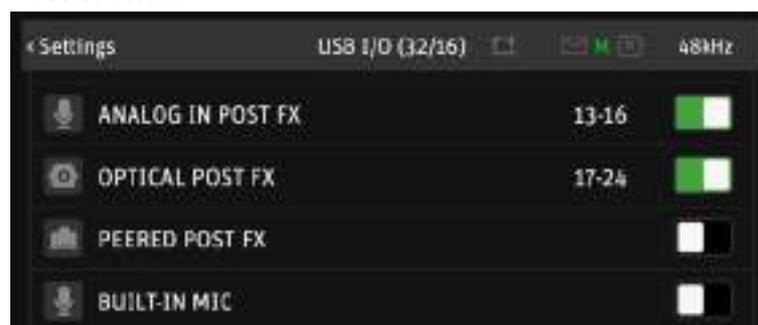 < Settings USB I/O (32/16) M 48kHz
ANALOG IN POST FX 13-16
OPTICAL POST FX 17-24
PEERED POST FX
BUILT-IN MIC